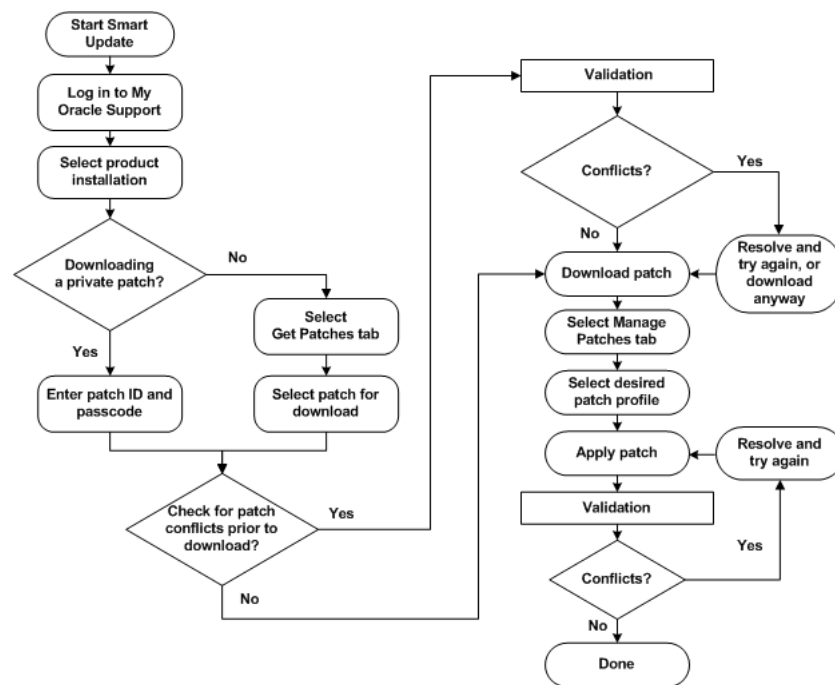 Start Smart
Update
Log in to My
Oracle Support
Select product
installation
Downloading
a private patch?
No
Yes
Select
Get Patches tab
Enter patch ID and
passcode
Select patch for
download
Check for patch
conflicts prior to
download?
Yes
No
Validation
Conflicts?
Yes
No
Resolve and
try again, or
download
anyway
Download patch
Select Manage
Patches tab
Select desired
patch profile
Apply patch
Resolve and
try again
Validation
Conflicts?
Yes
No
Done